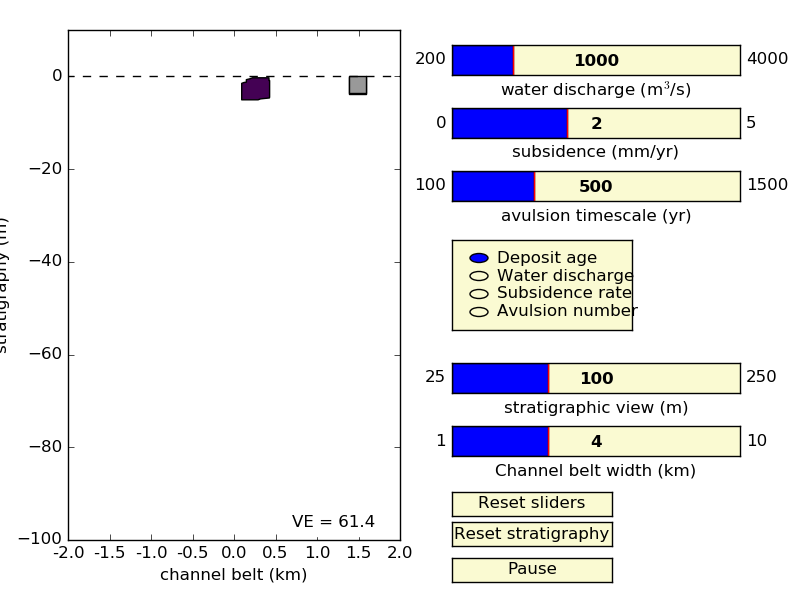 0
−20
−40
−60
−80
−100
-2.0 -1.5 -1.0 -0.5 0.0 0.5 1.0 1.5 2.0
channel belt (km)
stratigraphy (m)
VE = 61.4
200 1000 4000
water discharge (m³/s)
0 2 5
subsidence (mm/yr)
100 500 1500
avulsion timescale (yr)
Deposit age
Water discharge
Subsidence rate
Avulsion number
25 100 250
stratigraphic view (m)
1 4 10
Channel belt width (km)
Reset sliders
Reset stratigraphy
Pause